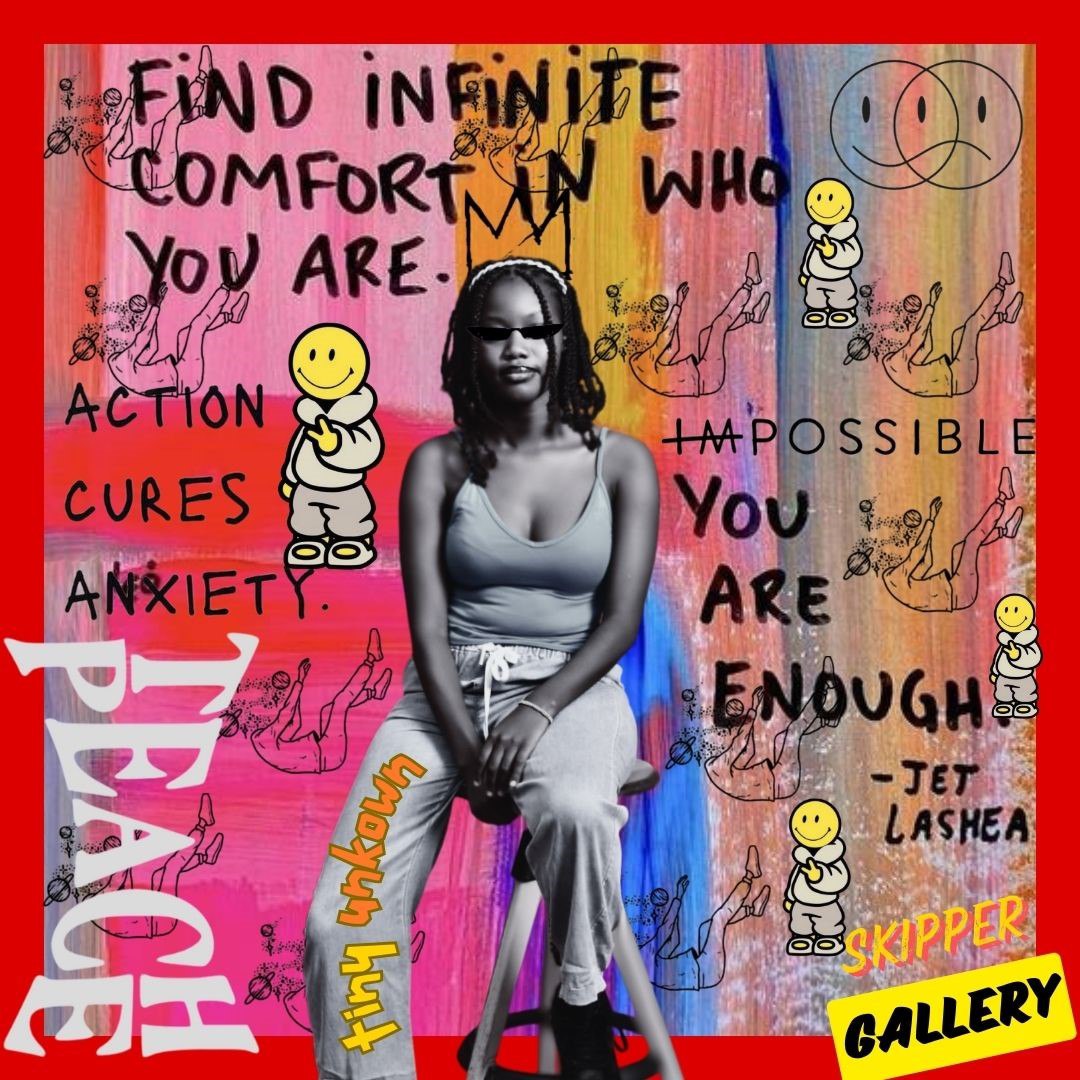 FiND iNFiNiTE
COMFORT IN WHO
YOU ARE.
ACTION
CURES
ANXIETY.
IMPOSSIBLE
YOU
ARE
ENOUGH.
-JET
LASHEA
TEACH
PEACE
tiny unkown
SKIPPER
GALLERY